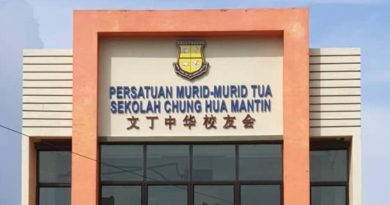 PERSATUAN MURID-MURID TUA
SEKOLAH CHUNG HUA MANTIN
文丁中华校友会